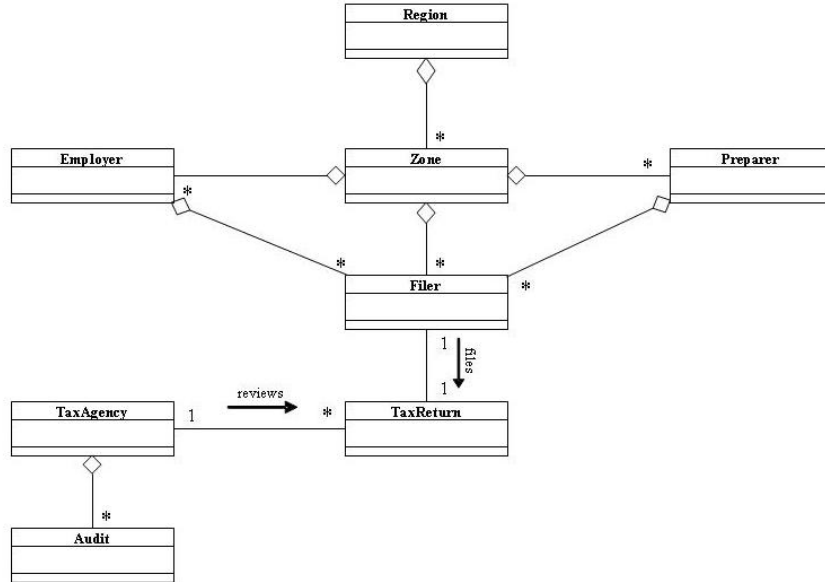 Region
*
Employer
Zone
Preparer
*
*
*
*
*
Filer
1
files
1
reviews
TaxAgency
1
*
TaxReturn
*
Audit